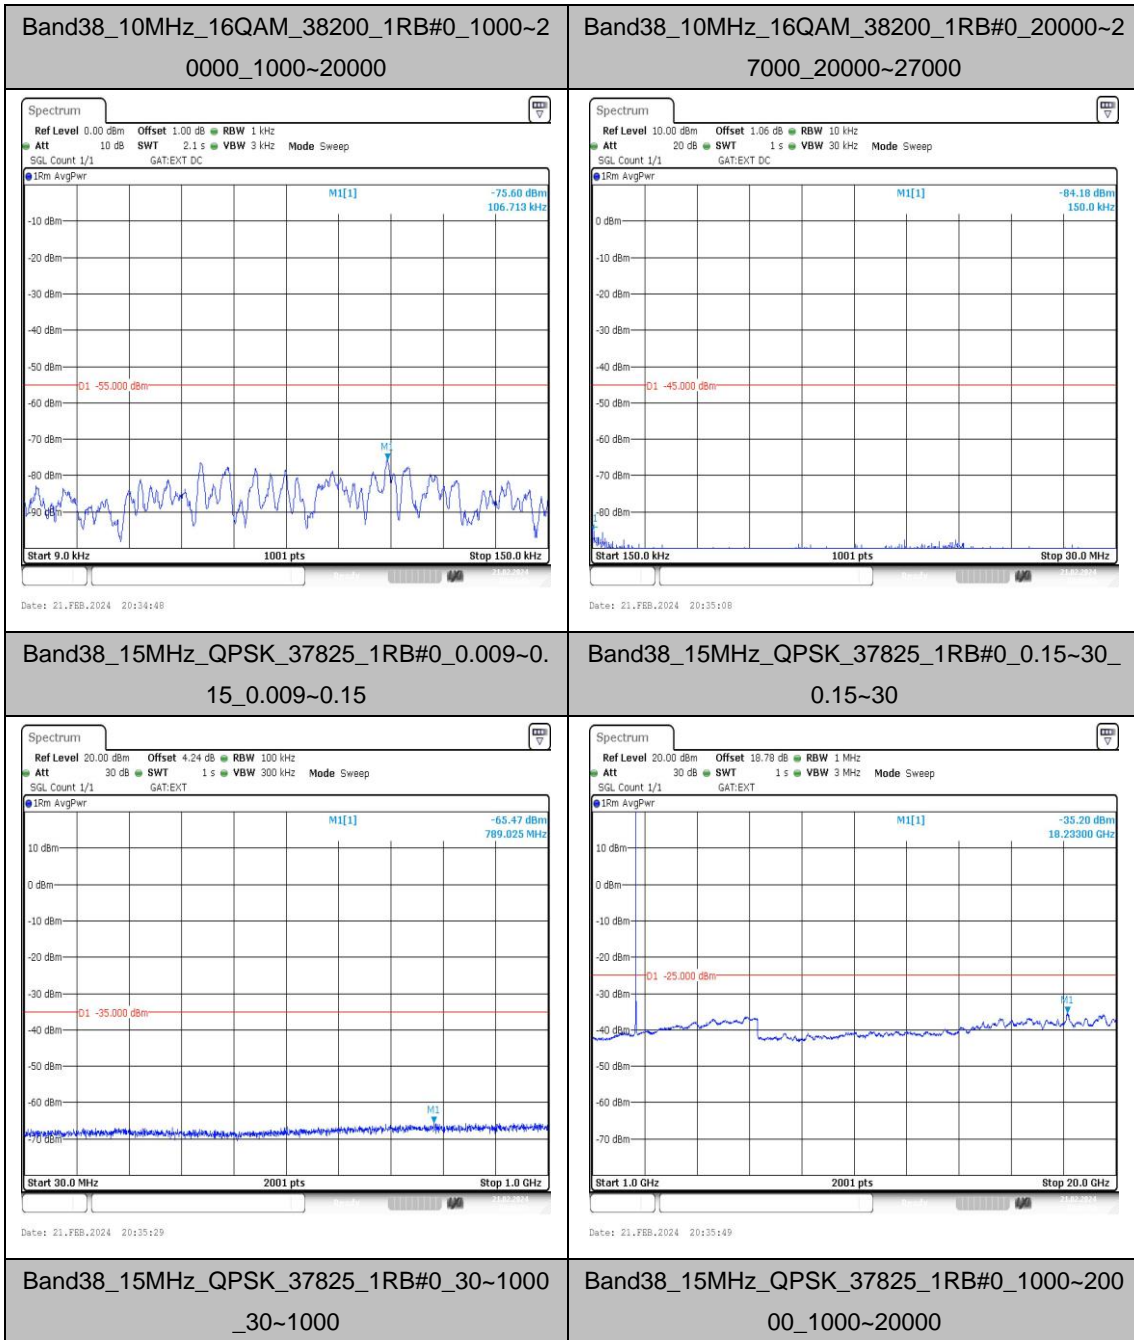 Band38_10MHz_16QAM_38200_1RB#0_1000~2
0000_1000~20000
Band38_10MHz_16QAM_38200_1RB#0_20000~2
7000_20000~27000
Spectrum
Ref Level 0.00 dBm Offset 1.00 dB RBW 1 kHz
Att 10 dB SWT 2.1 s VBW 3 kHz Mode Sweep
SGL Count 1/1 GAT:EXT DC
1Rm AvgPwr
M1[1] -75.60 dBm
106.713 kHz
-10 dBm
-20 dBm
-30 dBm
-40 dBm
-50 dBm
D1 -55.000 dBm
-60 dBm
-70 dBm
M1
-80 dBm
-90 dBm
Start 9.0 kHz 1001 pts Stop 150.0 kHz
Date: 21.FEB.2024 20:34:48
Spectrum
Ref Level 10.00 dBm Offset 1.06 dB RBW 10 kHz
Att 20 dB SWT 1 s VBW 30 kHz Mode Sweep
SGL Count 1/1 GAT:EXT DC
1Rm AvgPwr
M1[1] -84.18 dBm
150.0 kHz
0 dBm
-10 dBm
-20 dBm
-30 dBm
-40 dBm
D1 -45.000 dBm
-50 dBm
-60 dBm
-70 dBm
-80 dBm
Start 150.0 kHz 1001 pts Stop 30.0 MHz
Date: 21.FEB.2024 20:35:08
Band38_15MHz_QPSK_37825_1RB#0_0.009~0.
15_0.009~0.15
Band38_15MHz_QPSK_37825_1RB#0_0.15~30_
0.15~30
Spectrum
Ref Level 20.00 dBm Offset 4.24 dB RBW 100 kHz
Att 30 dB SWT 1 s VBW 300 kHz Mode Sweep
SGL Count 1/1 GAT:EXT
1Rm AvgPwr
M1[1] -65.47 dBm
789.025 MHz
10 dBm
0 dBm
-10 dBm
-20 dBm
-30 dBm
D1 -35.000 dBm
-40 dBm
-50 dBm
-60 dBm
M1
-70 dBm
Start 30.0 MHz 2001 pts Stop 1.0 GHz
Date: 21.FEB.2024 20:35:29
Spectrum
Ref Level 20.00 dBm Offset 18.78 dB RBW 1 MHz
Att 30 dB SWT 1 s VBW 3 MHz Mode Sweep
SGL Count 1/1 GAT:EXT
1Rm AvgPwr
M1[1] -35.20 dBm
18.23300 GHz
10 dBm
0 dBm
-10 dBm
-20 dBm
D1 -25.000 dBm
-30 dBm
M1
-40 dBm
-50 dBm
-60 dBm
-70 dBm
Start 1.0 GHz 2001 pts Stop 20.0 GHz
Date: 21.FEB.2024 20:35:49
Band38_15MHz_QPSK_37825_1RB#0_30~1000
_30~1000
Band38_15MHz_QPSK_37825_1RB#0_1000~200
00_1000~20000